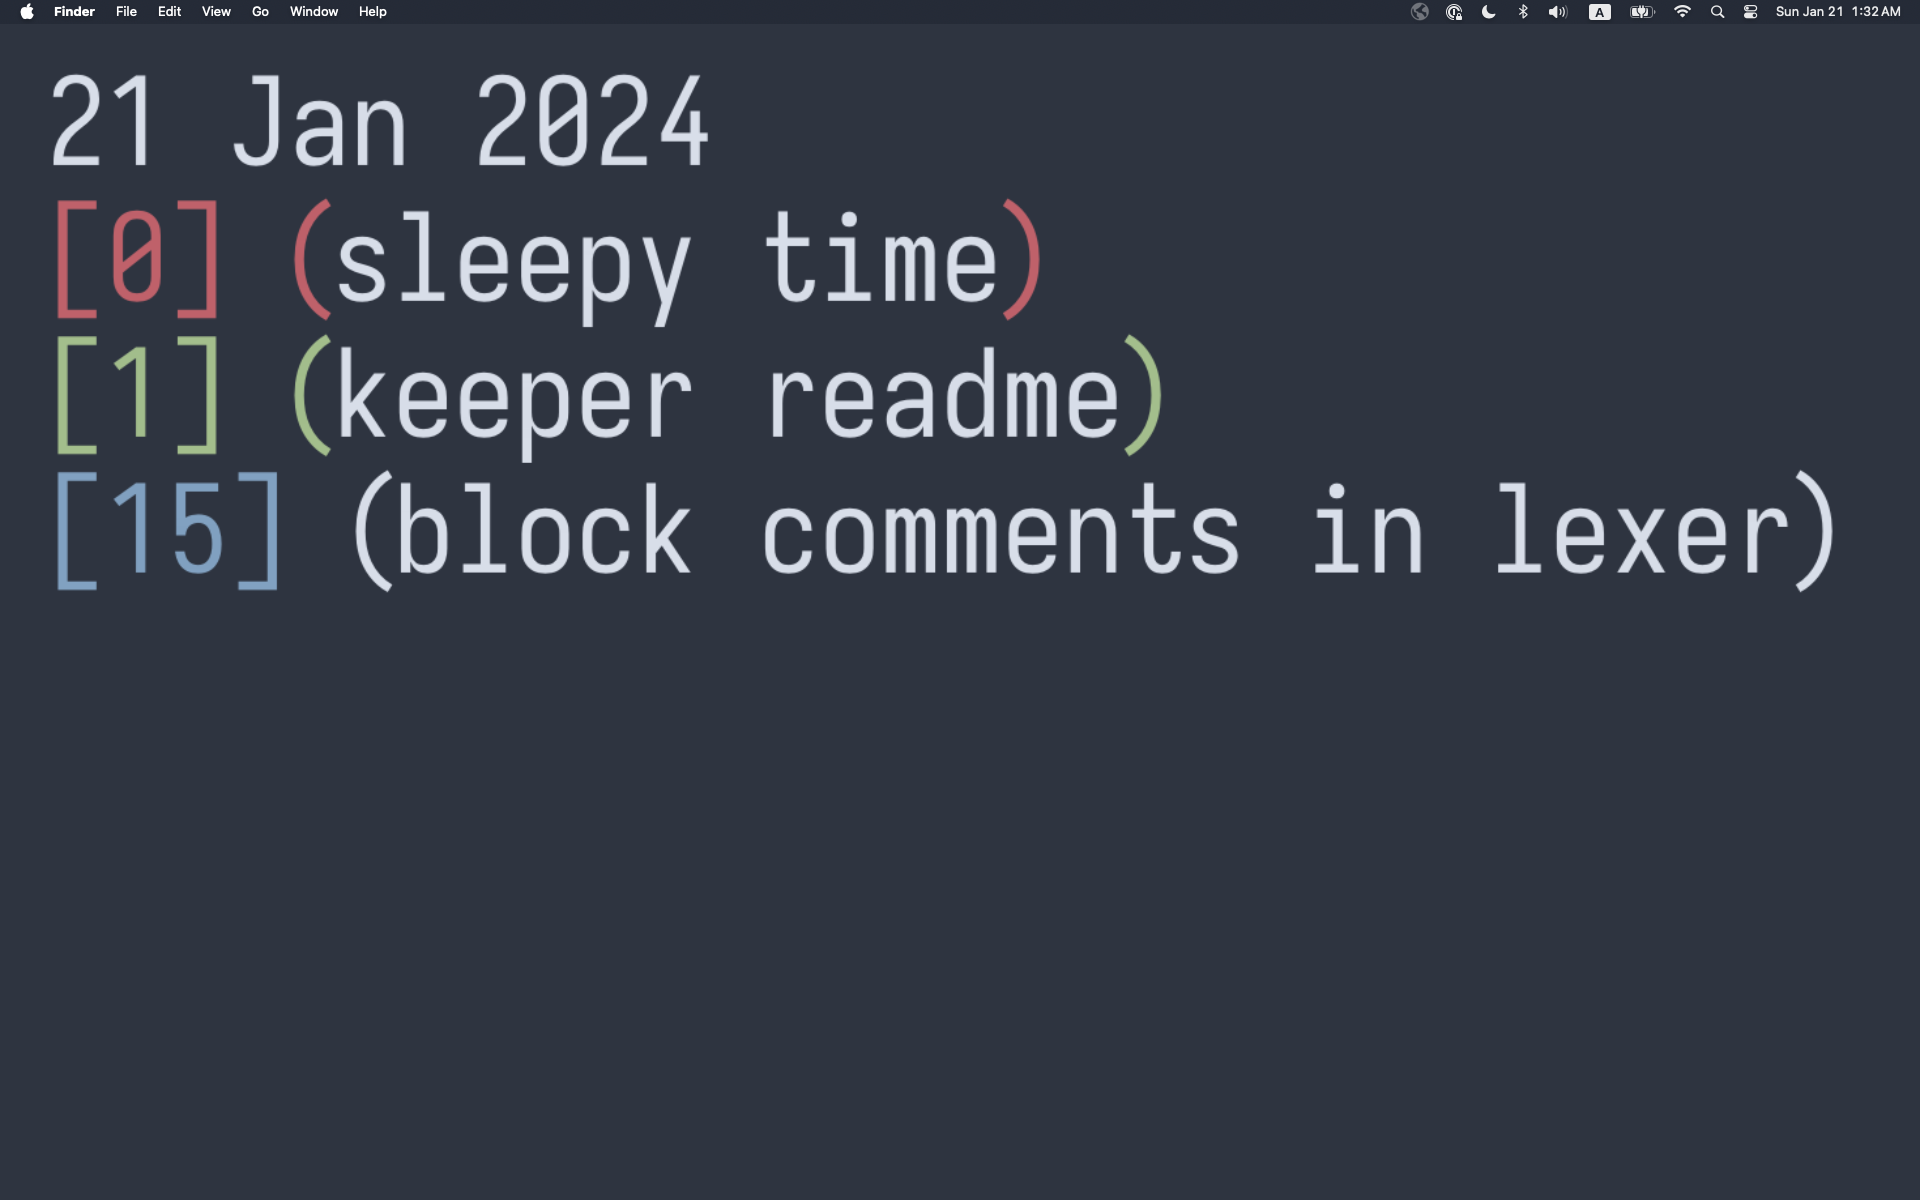 Finder File Edit View Go Window Help A Sun Jan 21 1:32 AM
21 Jan 2024
[0] (sleepy time)
[1] (keeper readme)
[15] (block comments in lexer)